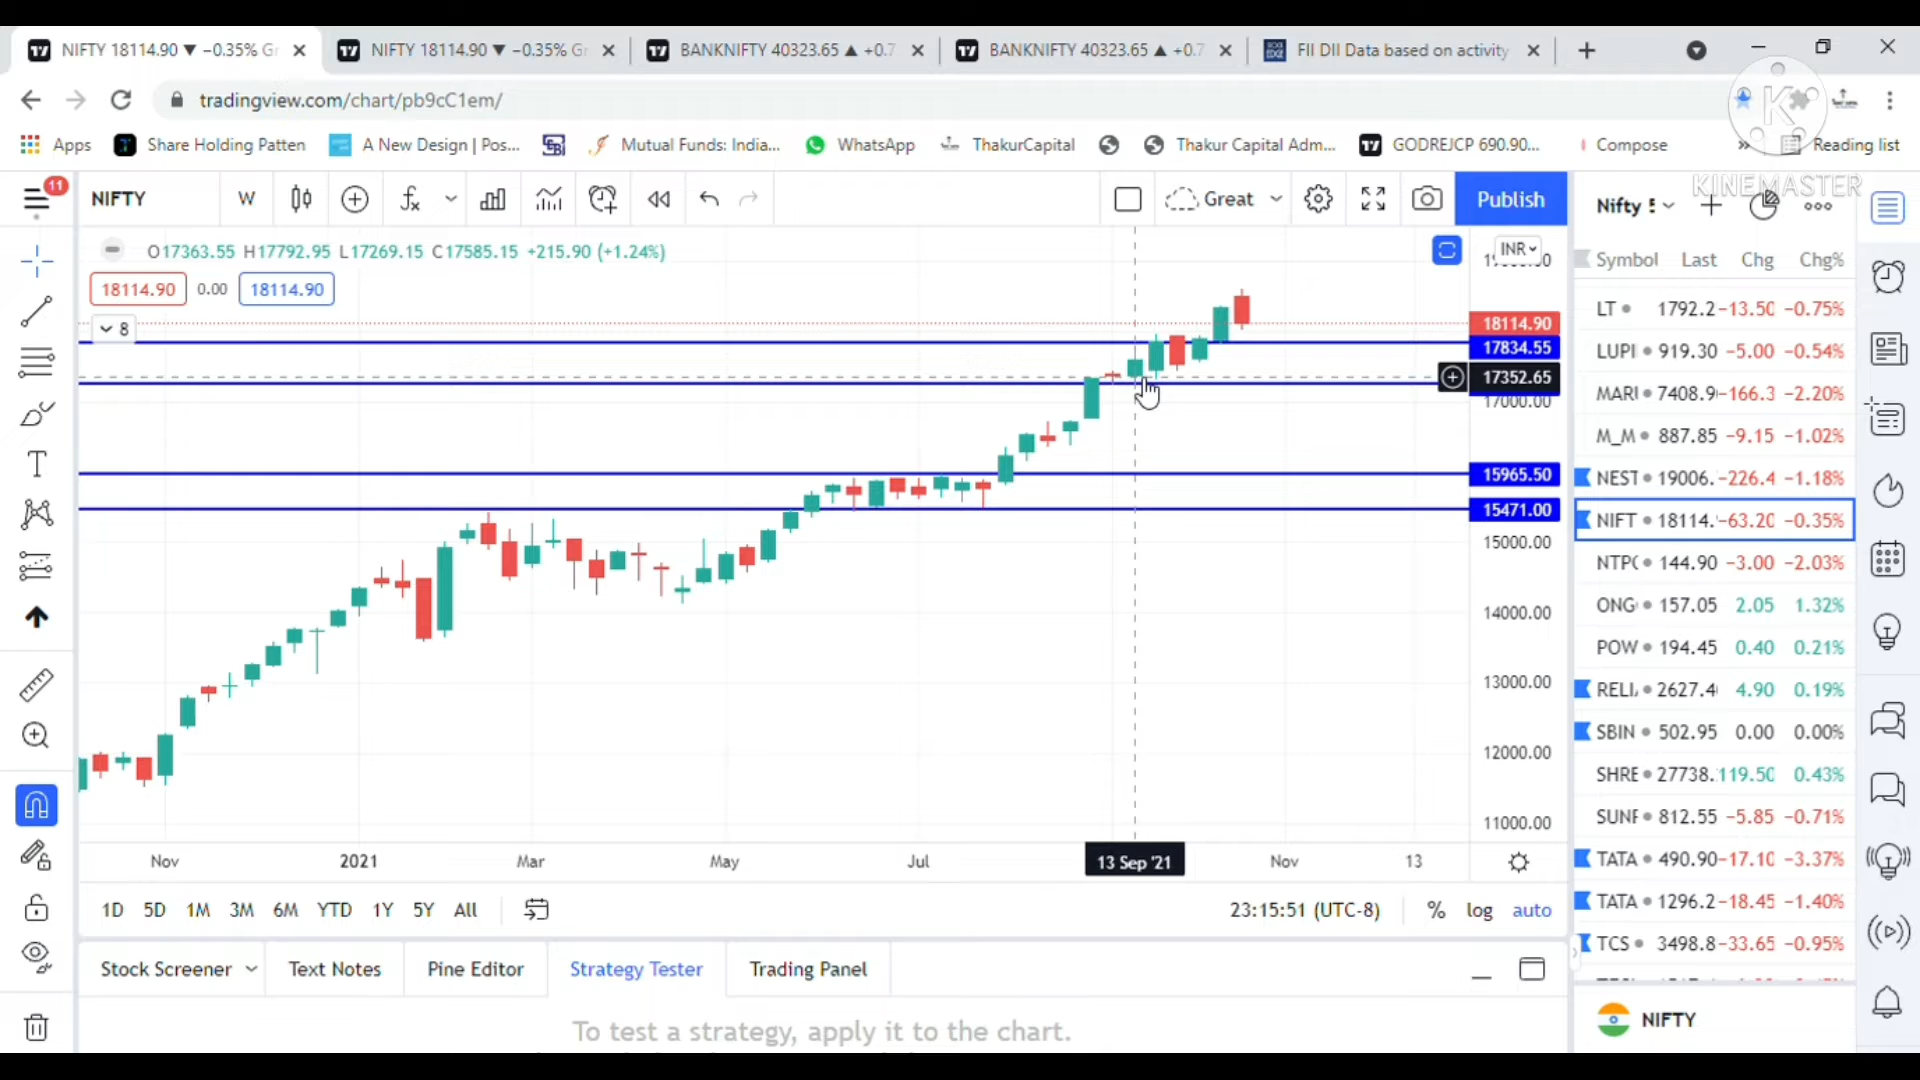 NIFTY 18114.90 ▼ −0.35% Gr
NIFTY 18114.90 ▼ −0.35% Gr
BANKNIFTY 40323.65 ▲ +0.7
BANKNIFTY 40323.65 ▲ +0.7
FII DII Data based on activity
tradingview.com/chart/pb9cC1em/
Apps
Share Holding Patten
A New Design | Pos...
Mutual Funds: India...
WhatsApp
ThakurCapital
Thakur Capital Adm...
GODREJCP 690.90...
Compose
»
Reading list
KINEMASTER
11
NIFTY
W
Great
Publish
Nifty
O17363.55 H17792.95 L17269.15 C17585.15 +215.90 (+1.24%)
INR
18114.90 0.00 18114.90
8
18114.90
17834.55
17352.65
17000.00
15965.50
15471.00
15000.00
14000.00
13000.00
12000.00
11000.00
Nov 2021 Mar May Jul 13 Sep '21 Nov 13
1D 5D 1M 3M 6M YTD 1Y 5Y All
23:15:51 (UTC-8) % log auto
Stock Screener Text Notes Pine Editor Strategy Tester Trading Panel
To test a strategy, apply it to the chart.
Symbol Last Chg Chg%
LT 1792.2 −13.50 −0.75%
LUPI 919.30 −5.00 −0.54%
MARU 7408.9 −166.3 −2.20%
M_M 887.85 −9.15 −1.02%
NEST 19006. −226.4 −1.18%
NIFT 18114. −63.20 −0.35%
NTPC 144.90 −3.00 −2.03%
ONG 157.05 2.05 1.32%
POW 194.45 0.40 0.21%
RELI 2627.4 4.90 0.19%
SBIN 502.95 0.00 0.00%
SHRE 27738. 119.50 0.43%
SUNP 812.55 −5.85 −0.71%
TATA 490.90 −17.10 −3.37%
TATA 1296.2 −18.45 −1.40%
TCS 3498.8 −33.65 −0.95%
NIFTY